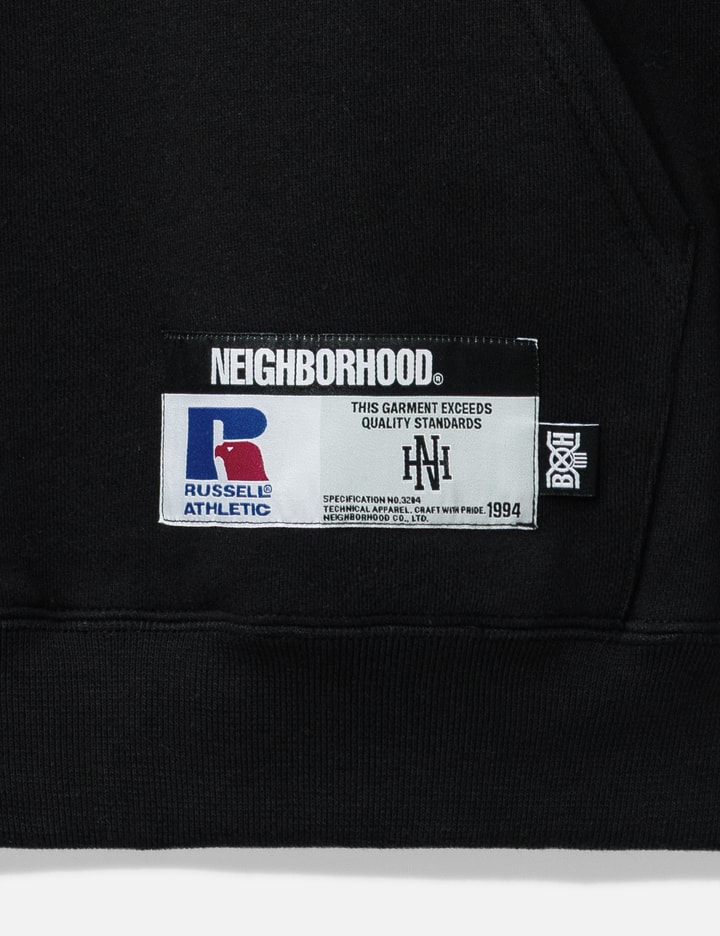 NEIGHBORHOOD®
THIS GARMENT EXCEEDS
QUALITY STANDARDS
R
RUSSELL®
ATHLETIC
NH
SPECIFICATION NO.3204
TECHNICAL APPAREL. CRAFT WITH PRIDE. 1994
NEIGHBORHOOD CO., LTD.
B H